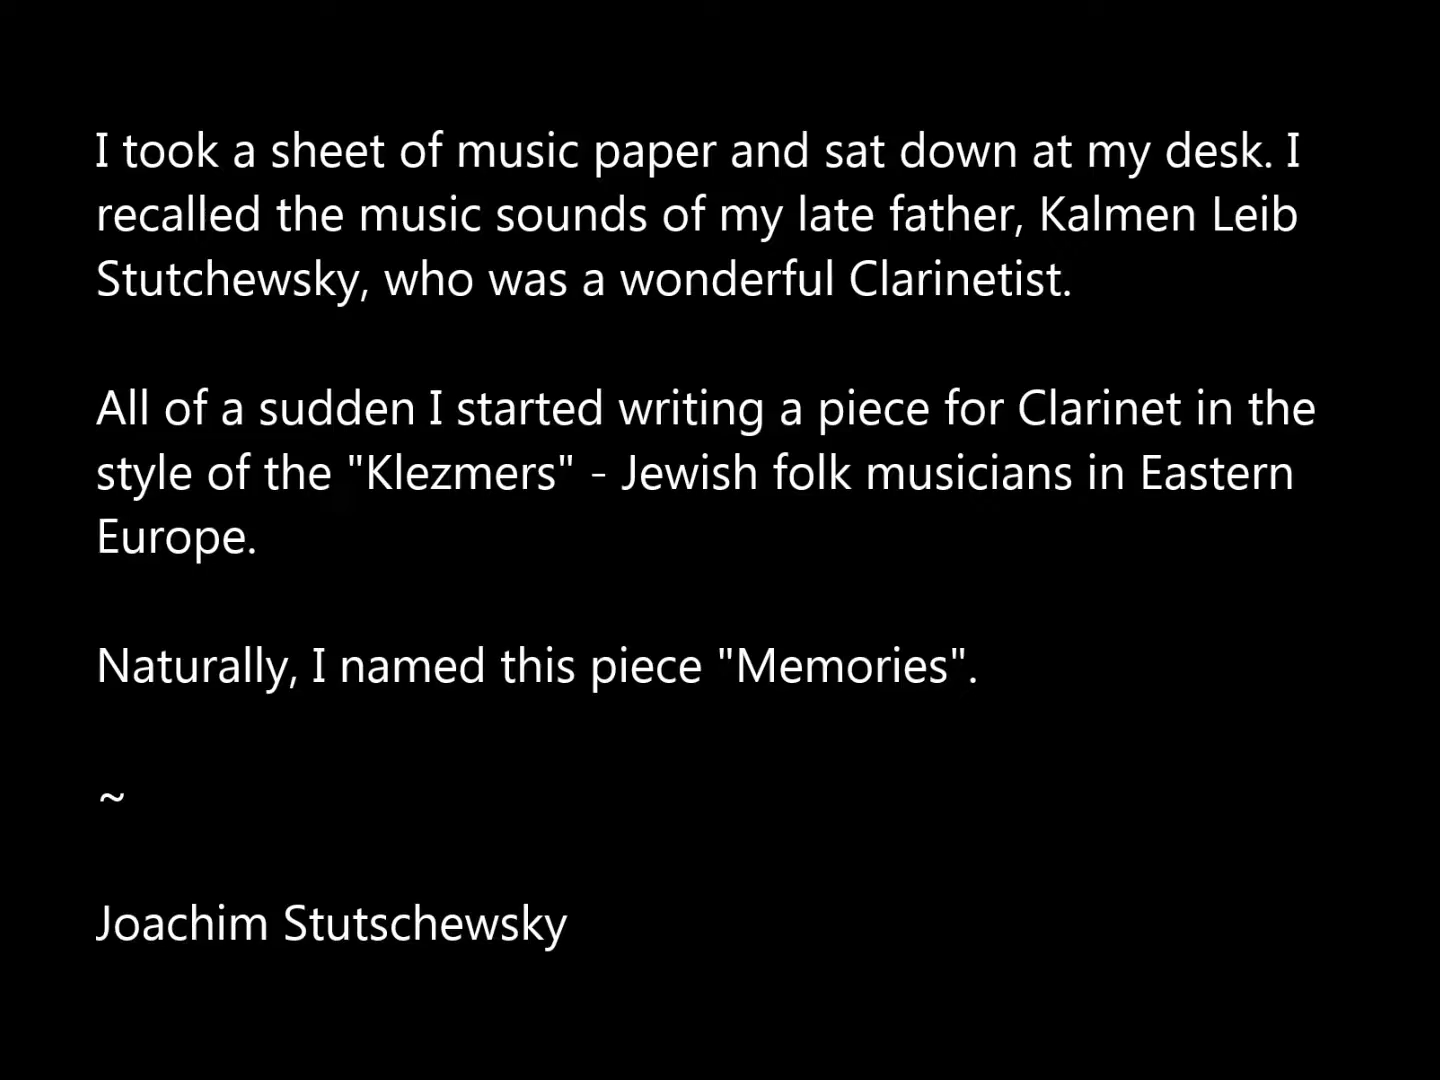 I took a sheet of music paper and sat down at my desk. I
recalled the music sounds of my late father, Kalmen Leib
Stutchewsky, who was a wonderful Clarinetist.
All of a sudden I started writing a piece for Clarinet in the
style of the "Klezmers" - Jewish folk musicians in Eastern
Europe.
Naturally, I named this piece "Memories".
~
Joachim Stutschewsky